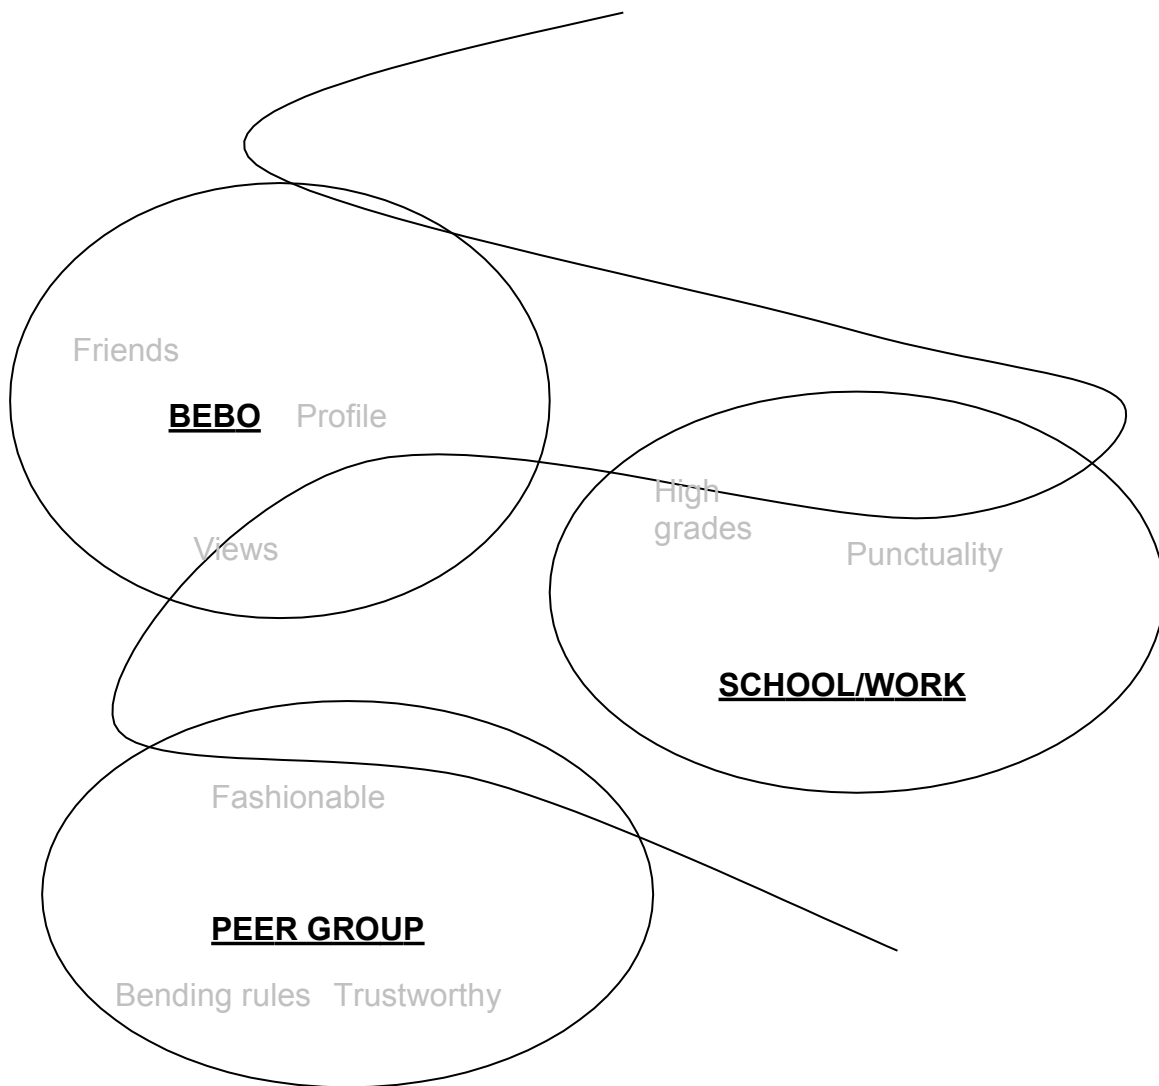 Friends
BEBO Profile
High
grades
Views
Punctuality
SCHOOL/WORK
Fashionable
PEER GROUP
Bending rules Trustworthy